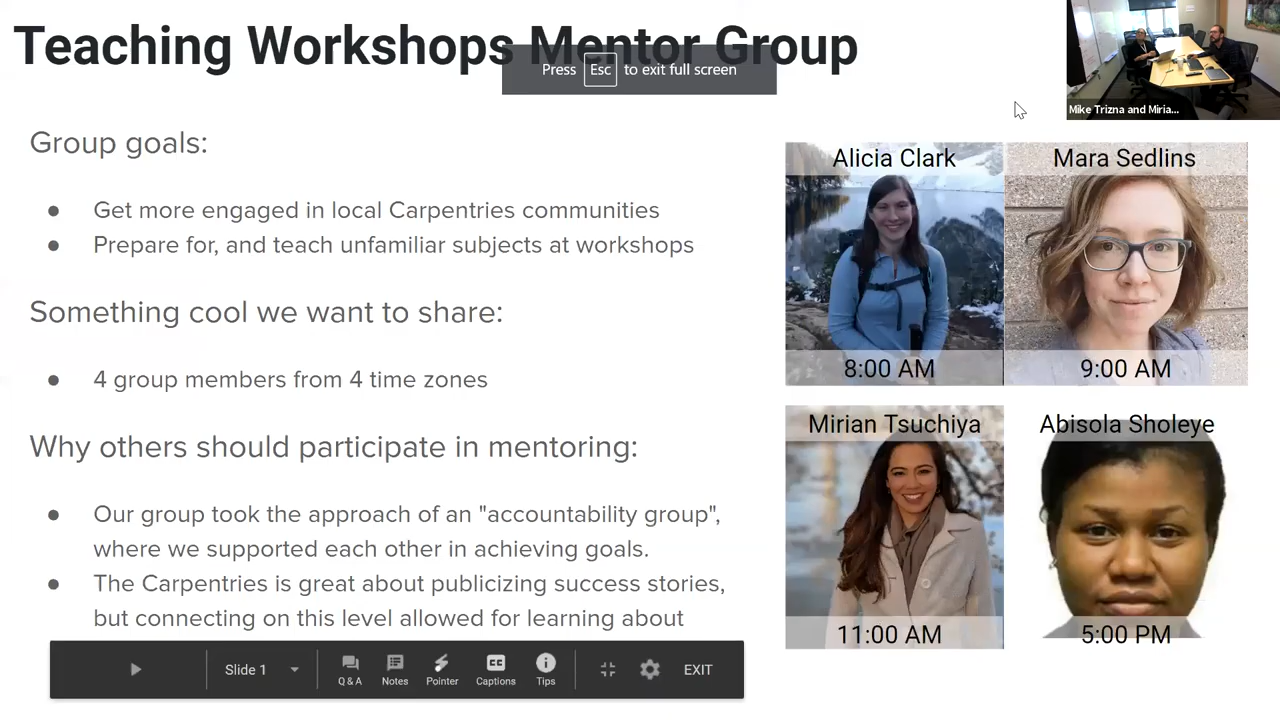 Teaching Workshops Mentor Group
Press Esc to exit full screen
Mike Trizna and Miria...
Group goals:
● Get more engaged in local Carpentries communities
● Prepare for, and teach unfamiliar subjects at workshops
Something cool we want to share:
● 4 group members from 4 time zones
Why others should participate in mentoring:
● Our group took the approach of an "accountability group",
where we supported each other in achieving goals.
● The Carpentries is great about publicizing success stories,
but connecting on this level allowed for learning about
Alicia Clark
8:00 AM
Mara Sedlins
9:00 AM
Mirian Tsuchiya
11:00 AM
Abisola Sholeye
5:00 PM
Slide 1
Q & A
Notes
Pointer
CC
Captions
Tips
EXIT